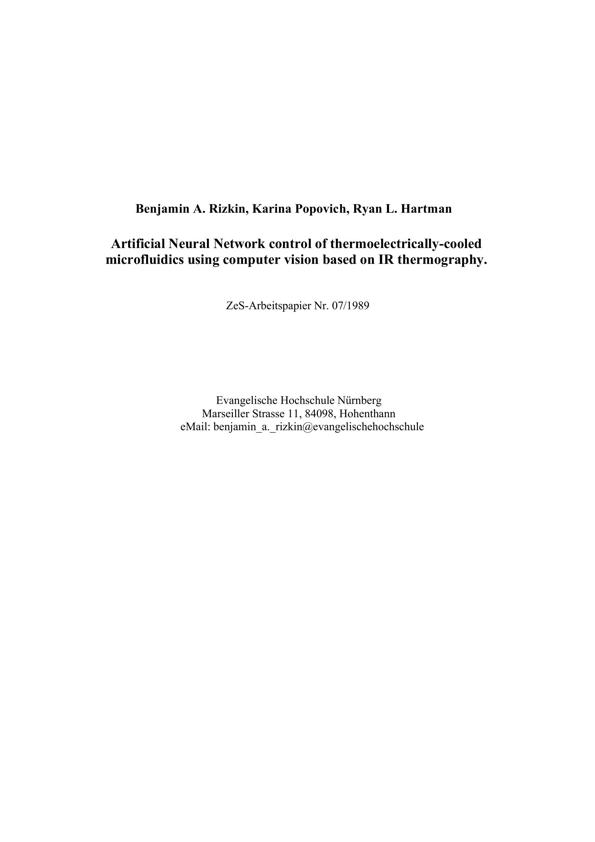 Benjamin A. Rizkin, Karina Popovich, Ryan L. Hartman
Artificial Neural Network control of thermoelectrically-cooled
microfluidics using computer vision based on IR thermography.
ZeS-Arbeitspapier Nr. 07/1989
Evangelische Hochschule Nürnberg
Marseiller Strasse 11, 84098, Hohenthann
eMail: benjamin_a._rizkin@evangelischehochschule